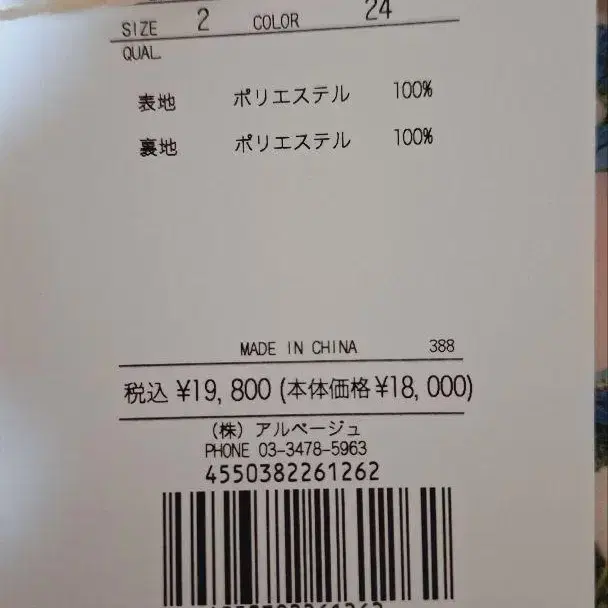 SIZE 2 COLOR 24
QUAL.
表地 ポリエステル 100%
裏地 ポリエステル 100%
MADE IN CHINA 388
税込 ¥19,800 (本体価格¥18,000)
(株) アルページュ
PHONE 03-3478-5963
4550382261262